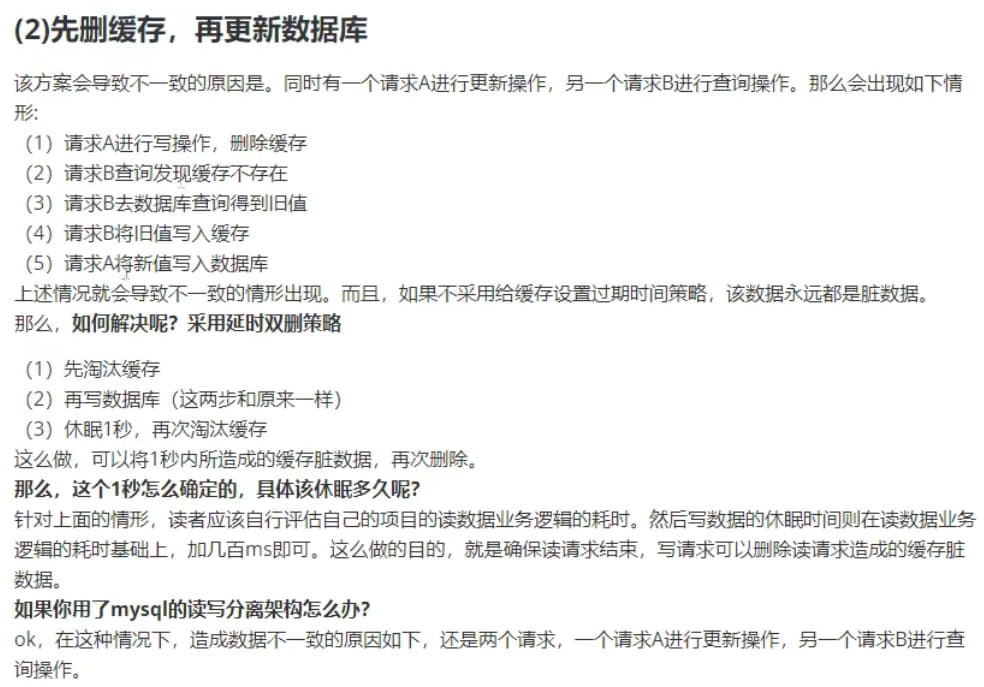 (2)先删缓存，再更新数据库
该方案会导致不一致的原因是。同时有一个请求A进行更新操作，另一个请求B进行查询操作。那么会出现如下情
形:
（1）请求A进行写操作，删除缓存
（2）请求B查询发现缓存不存在
（3）请求B去数据库查询得到旧值
（4）请求B将旧值写入缓存
（5）请求A将新值写入数据库
上述情况就会导致不一致的情形出现。而且，如果不采用给缓存设置过期时间策略，该数据永远都是脏数据。
那么，如何解决呢？采用延时双删策略
（1）先淘汰缓存
（2）再写数据库（这两步和原来一样）
（3）休眠1秒，再次淘汰缓存
这么做，可以将1秒内所造成的缓存脏数据，再次删除。
那么，这个1秒怎么确定的，具体该休眠多久呢？
针对上面的情形，读者应该自行评估自己的项目的读数据业务逻辑的耗时。然后写数据的休眠时间则在读数据业务
逻辑的耗时基础上，加几百ms即可。这么做的目的，就是确保读请求结束，写请求可以删除读请求造成的缓存脏
数据。
如果你用了mysql的读写分离架构怎么办？
ok，在这种情况下，造成数据不一致的原因如下，还是两个请求，一个请求A进行更新操作，另一个请求B进行查
询操作。